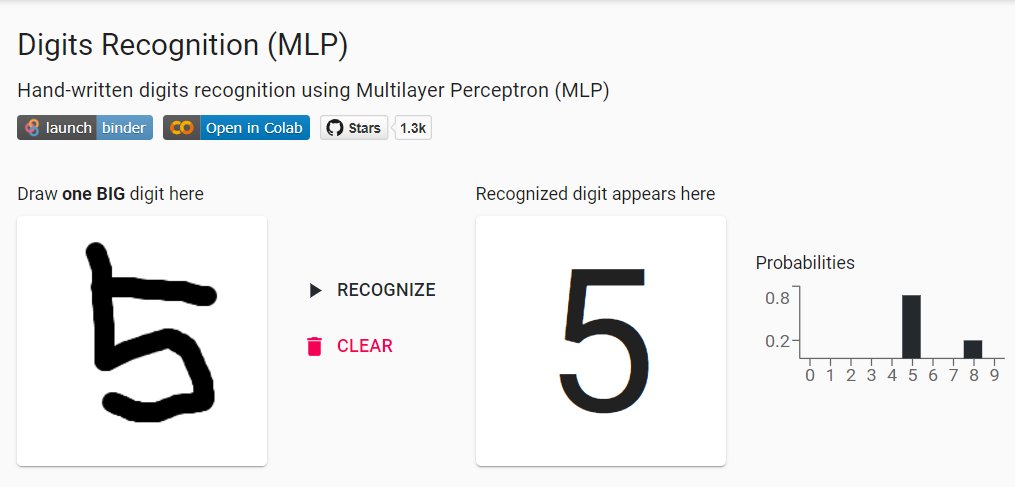 Digits Recognition (MLP)
Hand-written digits recognition using Multilayer Perceptron (MLP)
launch binder Open in Colab Stars 1.3k
Draw one BIG digit here
5
RECOGNIZE
CLEAR
Recognized digit appears here
5
Probabilities
0.8
0.2
0 1 2 3 4 5 6 7 8 9